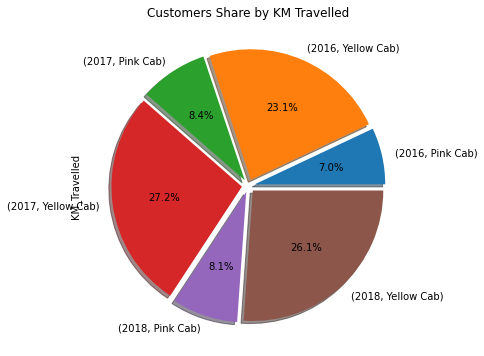 Customers Share by KM Travelled
(2016, Yellow Cab)
(2017, Pink Cab)
23.1%
8.4%
(2016, Pink Cab)
7.0%
KM Travelled
27.2%
(2017, Yellow Cab)
26.1%
8.1%
(2018, Yellow Cab)
(2018, Pink Cab)